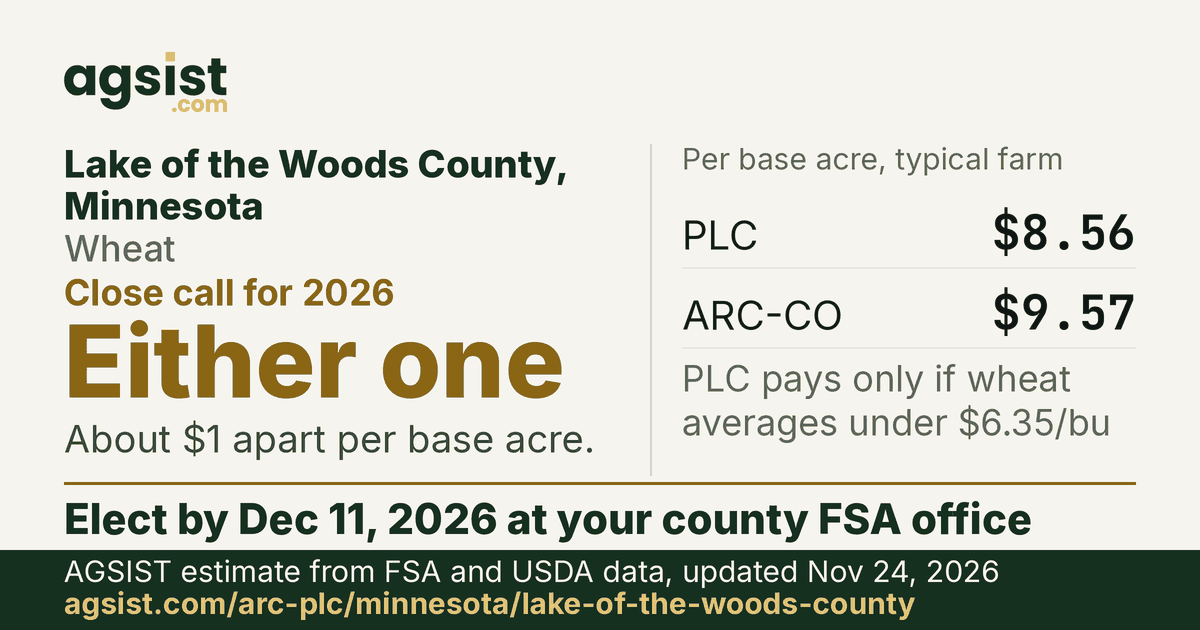 agsist
.com
Lake of the Woods County,
Minnesota
Wheat
Close call for 2026
Either one
About $1 apart per base acre.
Per base acre, typical farm
PLC $8.56
ARC-CO $9.57
PLC pays only if wheat
averages under $6.35/bu
Elect by Dec 11, 2026 at your county FSA office
AGSIST estimate from FSA and USDA data, updated Nov 24, 2026
agsist.com/arc-plc/minnesota/lake-of-the-woods-county